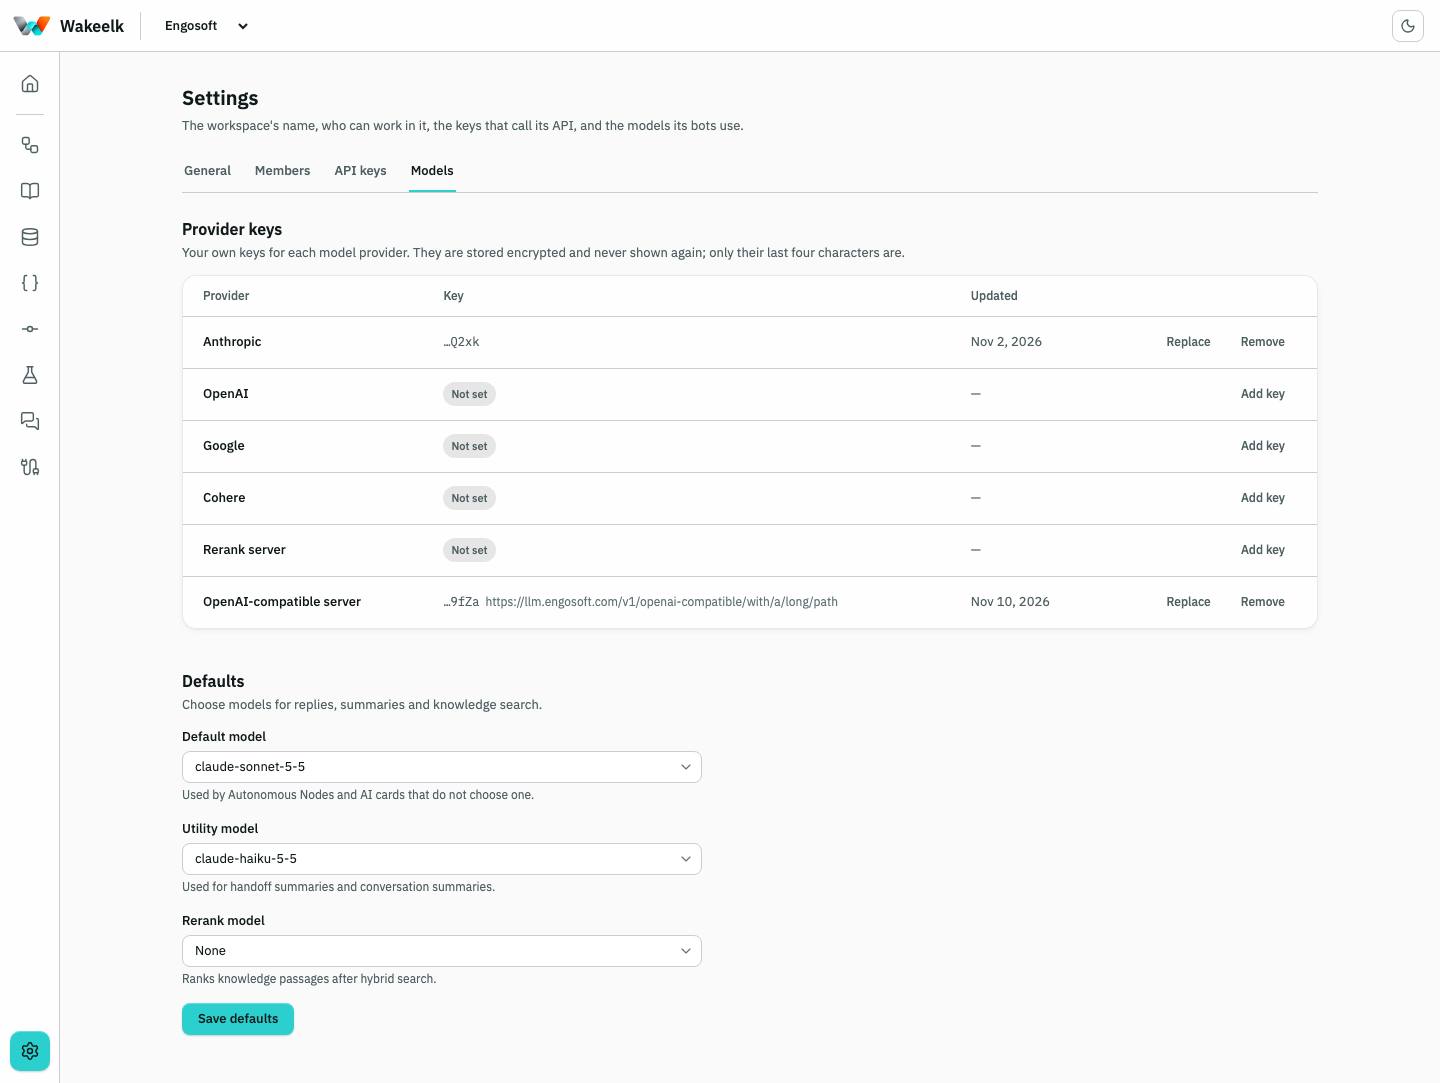 Wakeelk
Engosoft
Settings
The workspace's name, who can work in it, the keys that call its API, and the models its bots use.
General Members API keys Models
Provider keys
Your own keys for each model provider. They are stored encrypted and never shown again; only their last four characters are.
Provider Key Updated
Anthropic …Q2xk Nov 2, 2026 Replace Remove
OpenAI Not set — Add key
Google Not set — Add key
Cohere Not set — Add key
Rerank server Not set — Add key
OpenAI-compatible server …9fZa https://llm.engosoft.com/v1/openai-compatible/with/a/long/path Nov 10, 2026 Replace Remove
Defaults
Choose models for replies, summaries and knowledge search.
Default model
claude-sonnet-5-5
Used by Autonomous Nodes and AI cards that do not choose one.
Utility model
claude-haiku-5-5
Used for handoff summaries and conversation summaries.
Rerank model
None
Ranks knowledge passages after hybrid search.
Save defaults